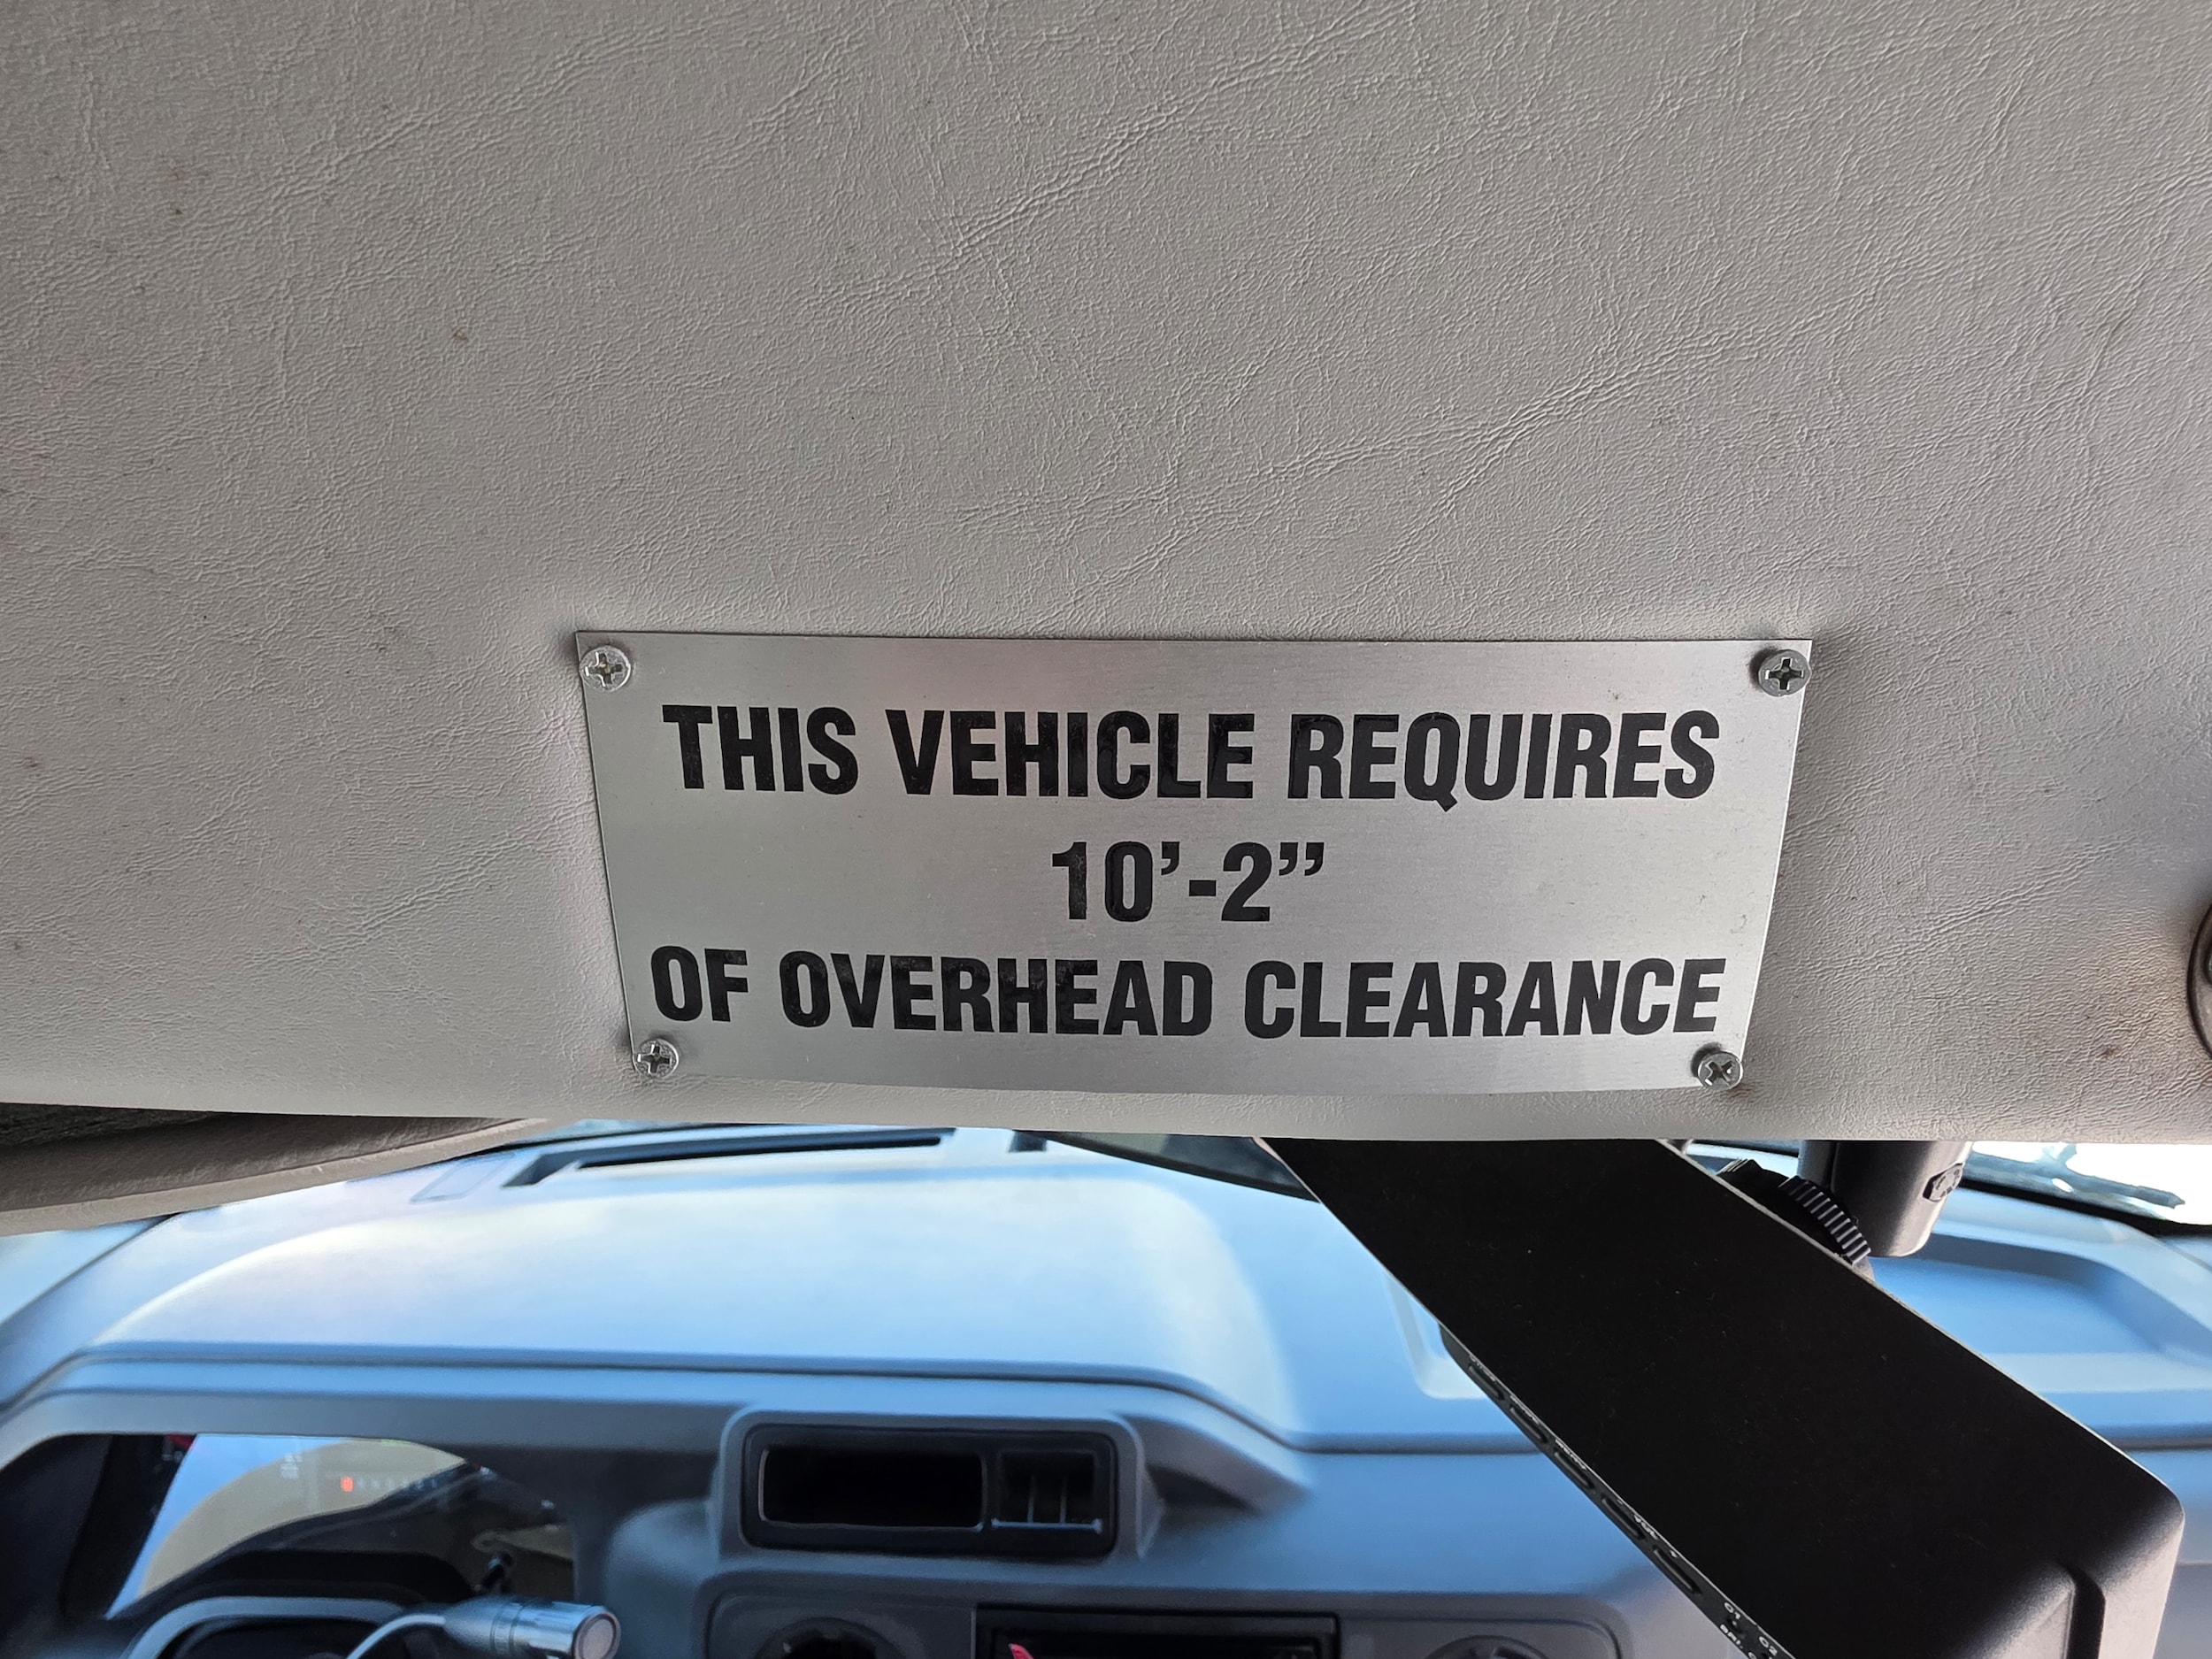 THIS VEHICLE REQUIRES
10’-2”
OF OVERHEAD CLEARANCE